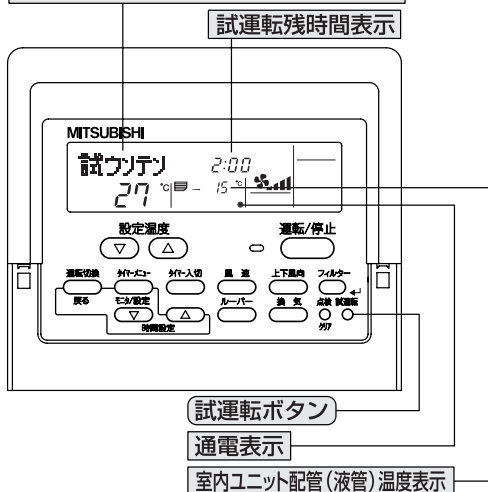 試運転残時間表示
MITSUBISHI
試ウンテン 2:00
27 ℃ － 15 ℃
設定温度 運転/停止
運転切換 タイマーメニュー タイマー入切 風速 上下風向 フィルター
戻る モニタ/設定 ルーバー 換気 点検 試運転
時間設定 クリア
試運転ボタン
通電表示
室内ユニット配管(液管)温度表示